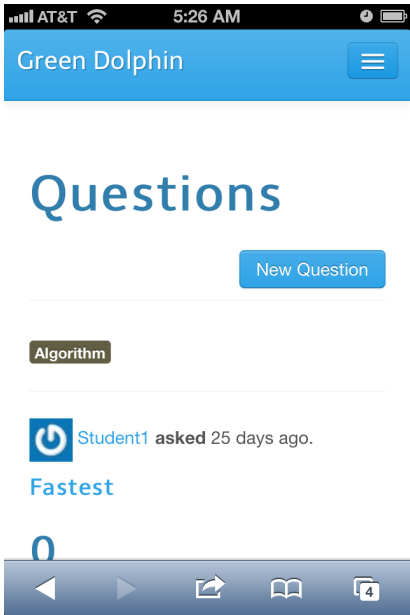 AT&T 5:26 AM
Green Dolphin
Questions
New Question
Algorithm
Student1 asked 25 days ago.
Fastest
0
4